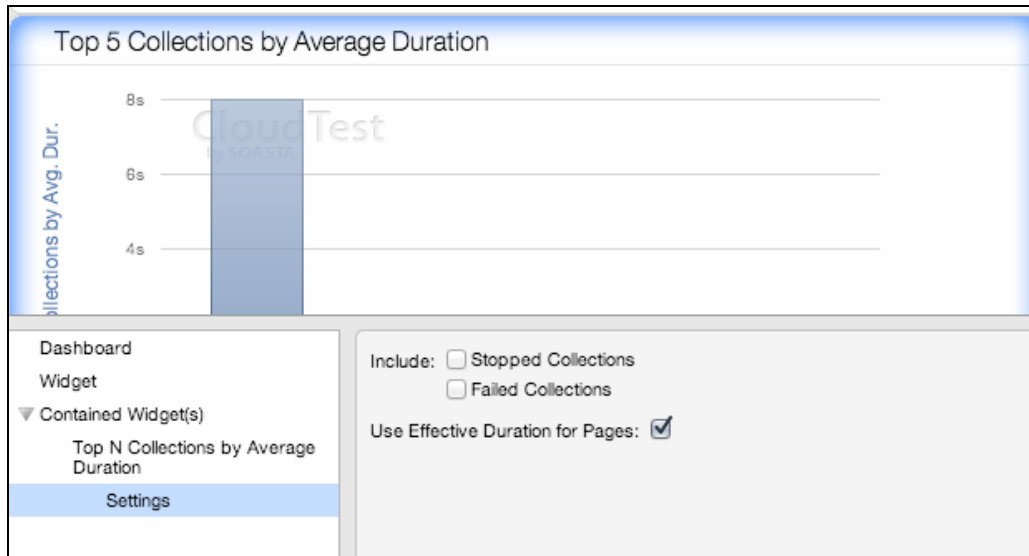 Top 5 Collections by Average Duration
8s
6s
4s
ollections by Avg. Dur.
CloudTest
by SOASTA
Dashboard
Widget
Contained Widget(s)
Top N Collections by Average
Duration
Settings
Include: Stopped Collections
Failed Collections
Use Effective Duration for Pages: